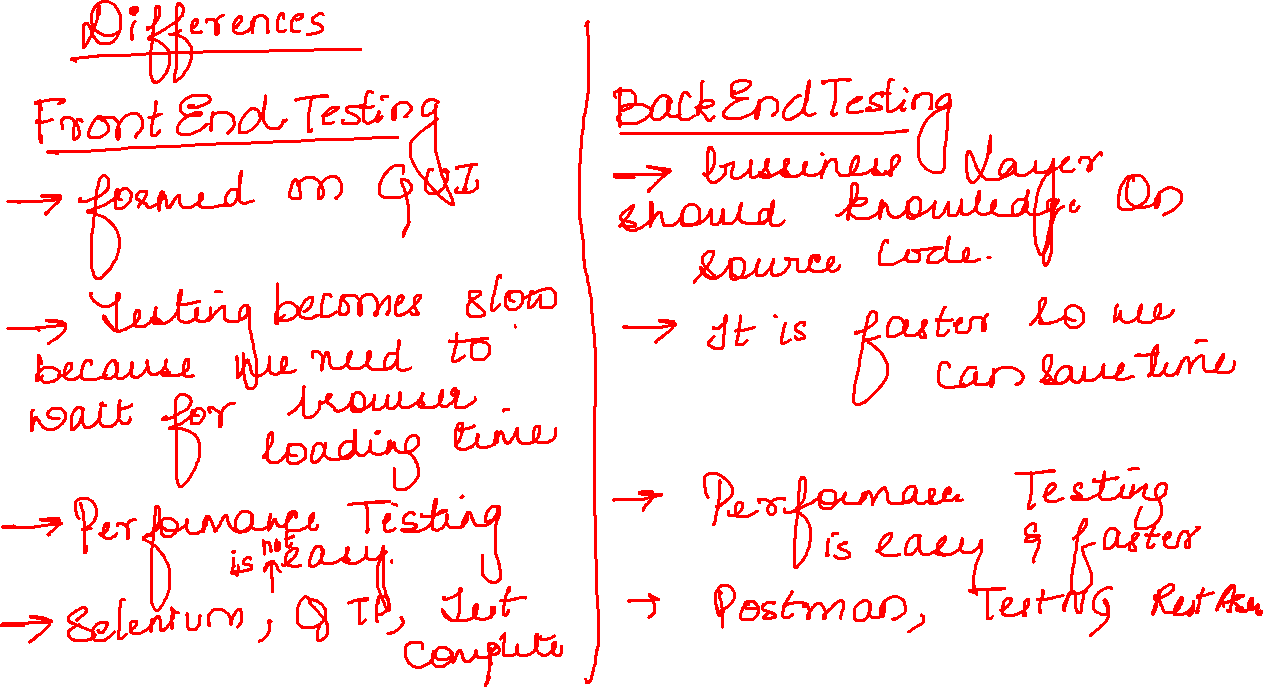 Differences
Front End Testing
→ formed on GUI
→ Testing becomes slow
because we need to
wait for browser
loading time
→ Performance Testing
is not easy.
→ Selenium, QTP, Test
Complete
Back End Testing
→ bussiness Layer
should knowledge On
source code.
→ It is faster so we
can save time
→ Performance Testing
is easy & faster
→ Postman, TestNG Rest